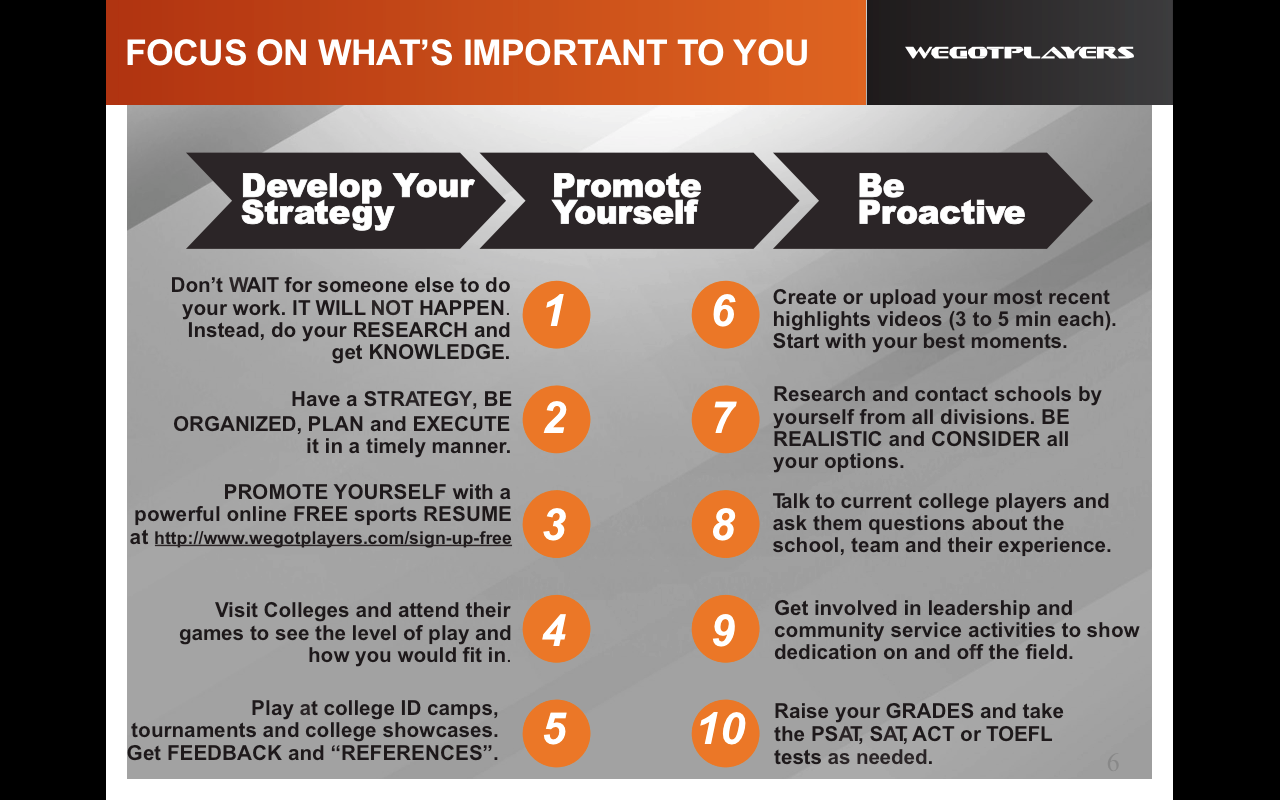 FOCUS ON WHAT’S IMPORTANT TO YOU
WEGOTPLAYERS
Develop Your
Strategy
Promote
Yourself
Be
Proactive
Don’t WAIT for someone else to do
your work. IT WILL NOT HAPPEN.
Instead, do your RESEARCH and
get KNOWLEDGE.
1
Have a STRATEGY, BE
ORGANIZED, PLAN and EXECUTE
it in a timely manner.
2
PROMOTE YOURSELF with a
powerful online FREE sports RESUME
at http://www.wegotplayers.com/sign-up-free
3
Visit Colleges and attend their
games to see the level of play and
how you would fit in.
4
Play at college ID camps,
tournaments and college showcases.
Get FEEDBACK and “REFERENCES”.
5
6
Create or upload your most recent
highlights videos (3 to 5 min each).
Start with your best moments.
7
Research and contact schools by
yourself from all divisions. BE
REALISTIC and CONSIDER all
your options.
8
Talk to current college players and
ask them questions about the
school, team and their experience.
9
Get involved in leadership and
community service activities to show
dedication on and off the field.
10
Raise your GRADES and take
the PSAT, SAT, ACT or TOEFL
tests as needed.
6